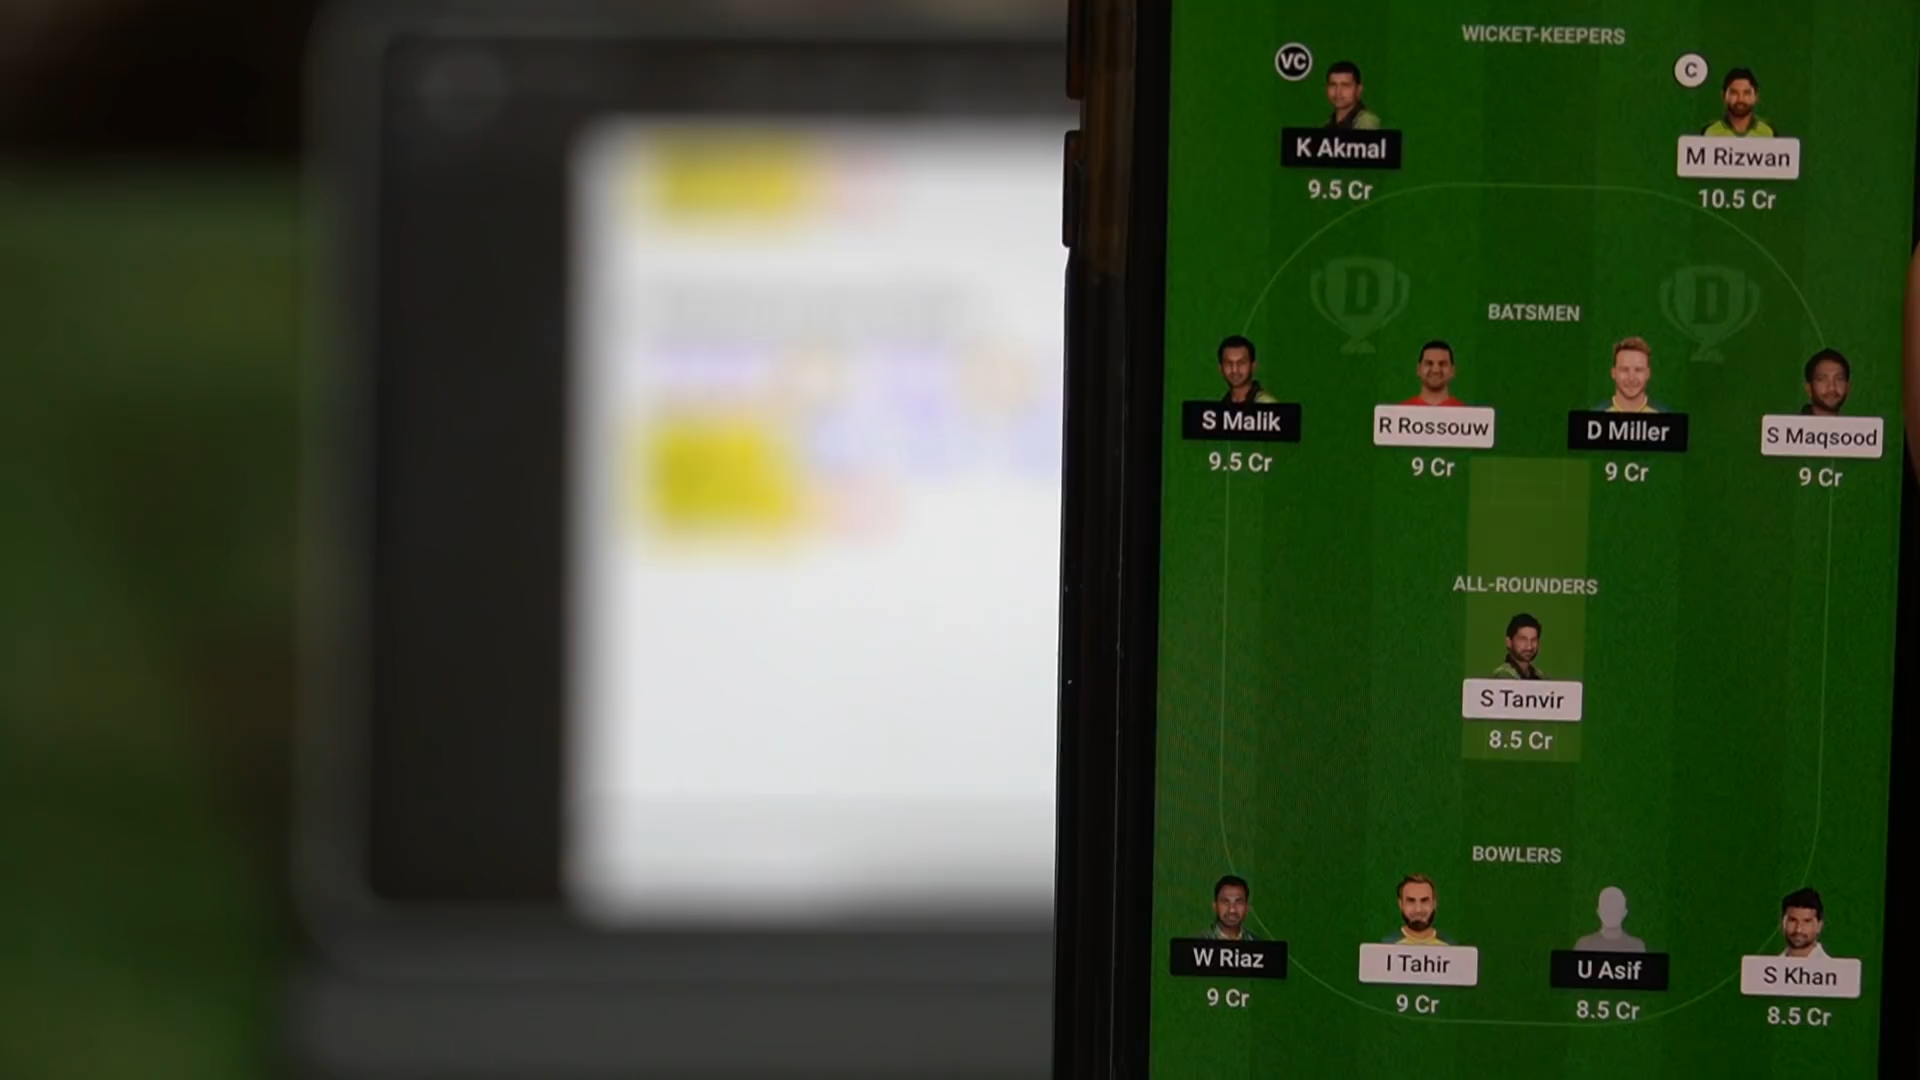 WICKET-KEEPERS
VC
C
K Akmal
M Rizwan
9.5 Cr
10.5 Cr
D
D
BATSMEN
S Malik
R Rossouw
D Miller
S Maqsood
9.5 Cr
9 Cr
9 Cr
9 Cr
ALL-ROUNDERS
S Tanvir
8.5 Cr
BOWLERS
W Riaz
I Tahir
U Asif
S Khan
9 Cr
9 Cr
8.5 Cr
8.5 Cr